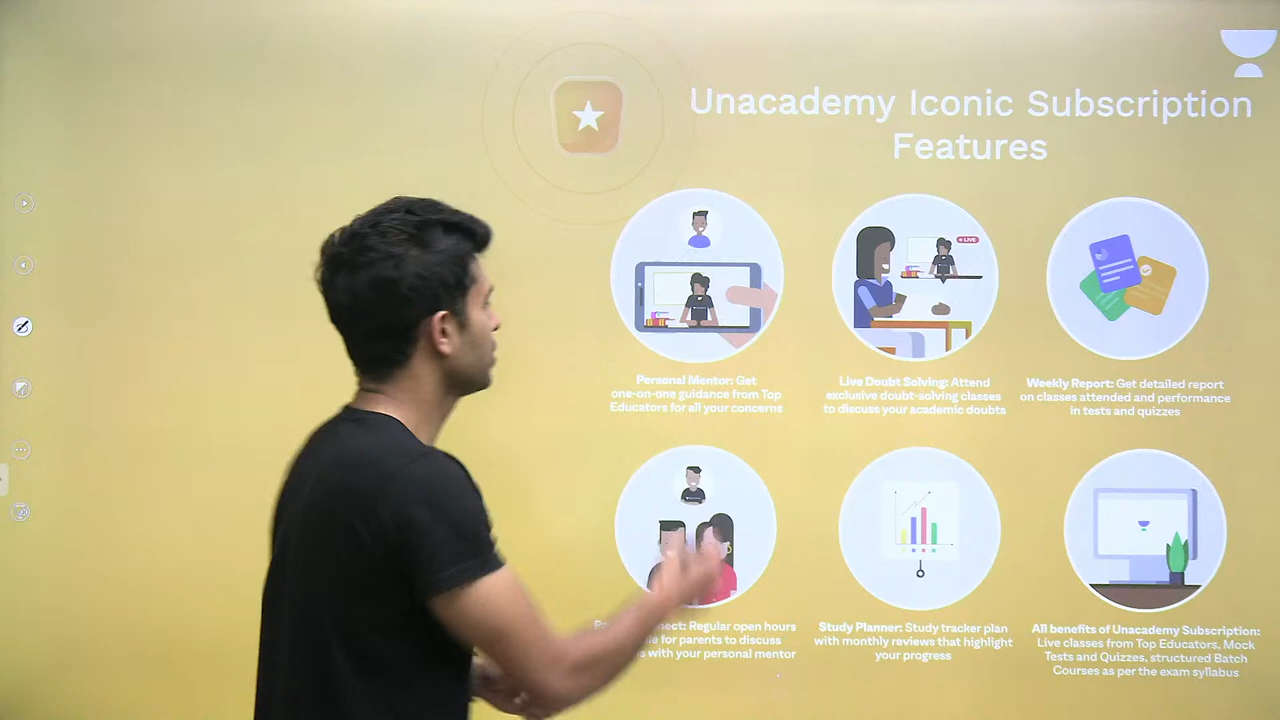 Unacademy Iconic Subscription
Features
LIVE
Personal Mentor: Get
one-on-one guidance from Top
Educators for all your concerns
Live Doubt Solving: Attend
exclusive doubt-solving classes
to discuss your academic doubts
Weekly Report: Get detailed report
on classes attended and performance
in tests and quizzes
Regular open hours
for parents to discuss
with your personal mentor
Study Planner: Study tracker plan
with monthly reviews that highlight
your progress
All benefits of Unacademy Subscription:
Live classes from Top Educators, Mock
Tests and Quizzes, structured Batch
Courses as per the exam syllabus